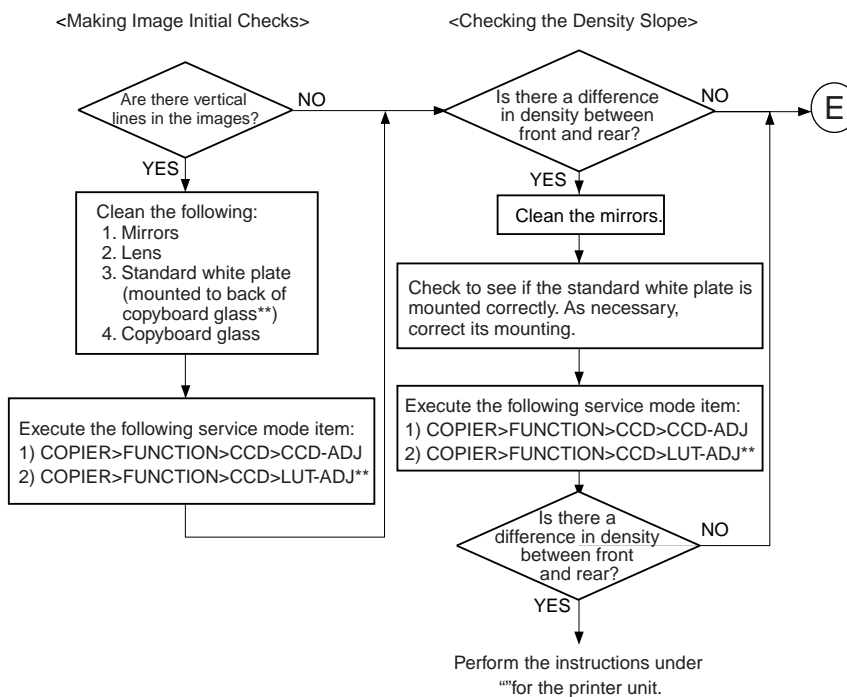 <Making Image Initial Checks>
Are there vertical
lines in the images?
NO
YES
Clean the following:
1. Mirrors
2. Lens
3. Standard white plate
(mounted to back of
copyboard glass**)
4. Copyboard glass
Execute the following service mode item:
1) COPIER>FUNCTION>CCD>CCD-ADJ
2) COPIER>FUNCTION>CCD>LUT-ADJ**
<Checking the Density Slope>
Is there a difference
in density between
front and rear?
NO
E
YES
Clean the mirrors.
Check to see if the standard white plate is
mounted correctly. As necessary,
correct its mounting.
Execute the following service mode item:
1) COPIER>FUNCTION>CCD>CCD-ADJ
2) COPIER>FUNCTION>CCD>LUT-ADJ**
Is there a
difference in density
between front
and rear?
NO
YES
Perform the instructions under
“”for the printer unit.